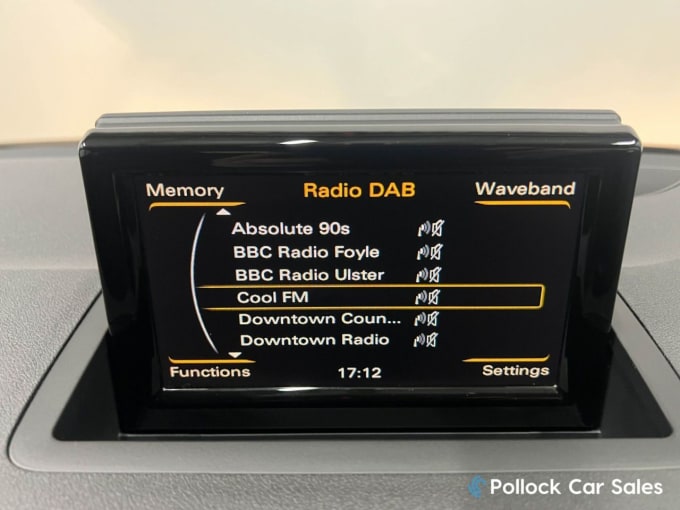 Memory Radio DAB Waveband
Absolute 90s
BBC Radio Foyle
BBC Radio Ulster
Cool FM
Downtown Coun...
Downtown Radio
Functions 17:12 Settings
Pollock Car Sales